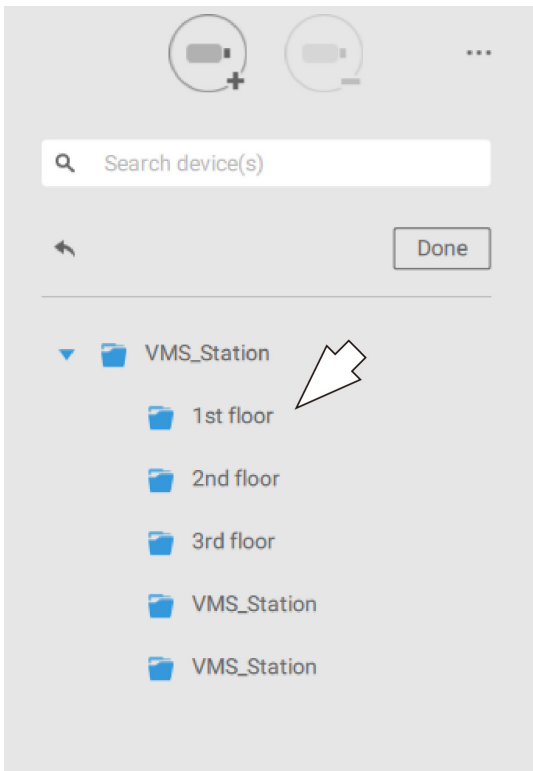 Search device(s)
Done
VMS_Station
1st floor
2nd floor
3rd floor
VMS_Station
VMS_Station